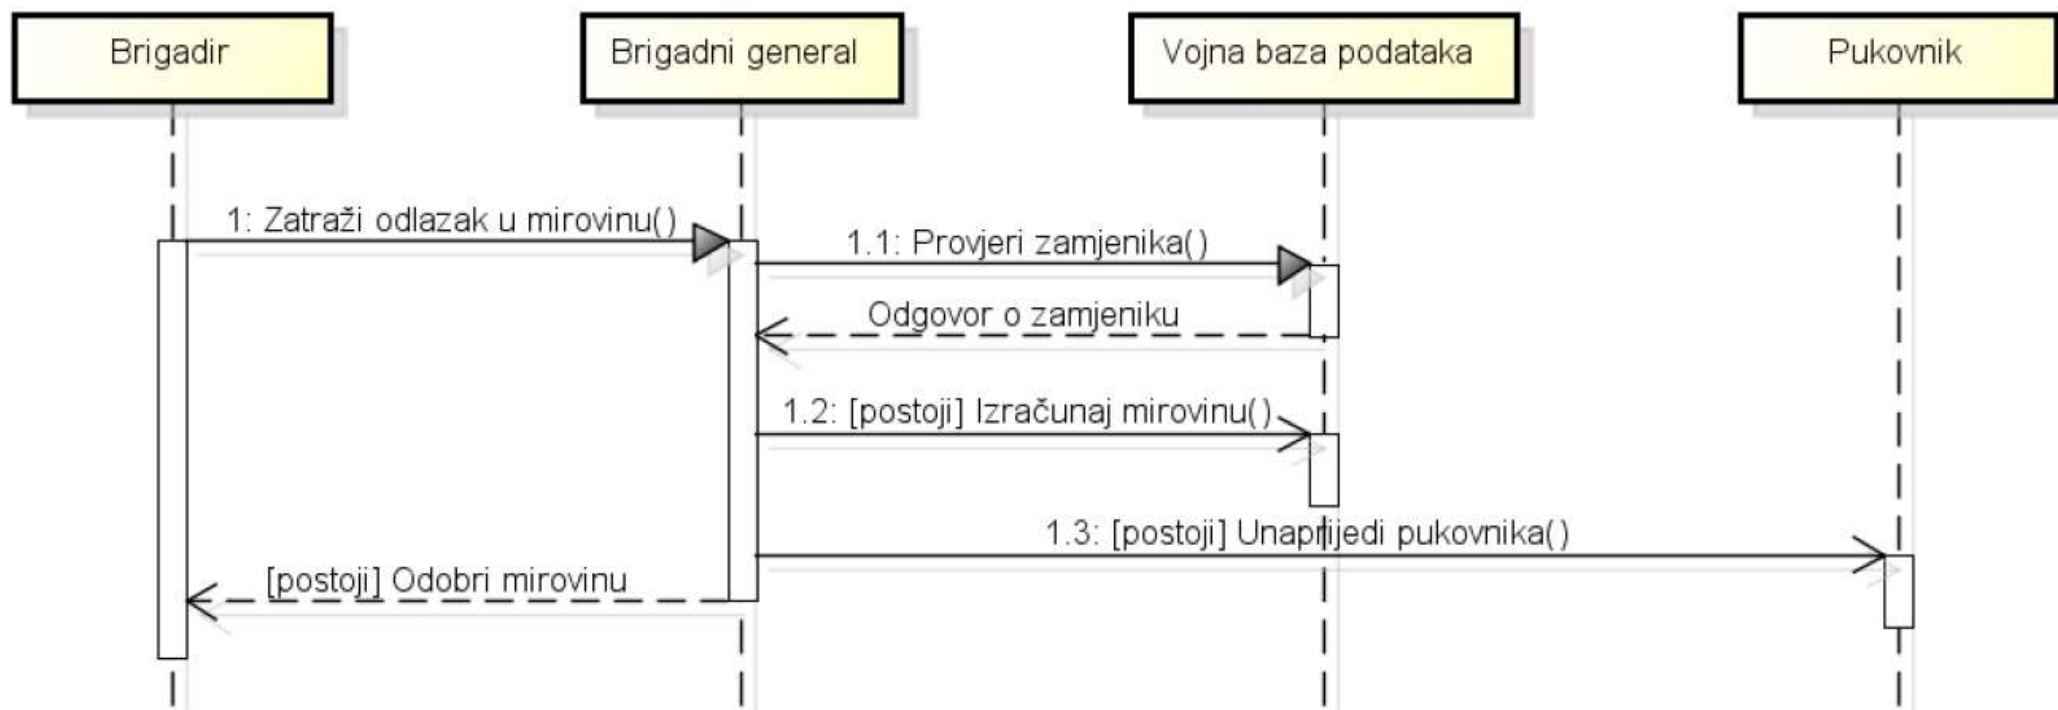 Brigadir
Brigadni general
Vojna baza podataka
Pukovnik
1: Zatraži odlazak u mirovinu()
1.1: Provjeri zamjenika()
Odgovor o zamjeniku
1.2: [postoji] Izračunaj mirovinu()
1.3: [postoji] Unaprijedi pukovnika()
[postoji] Odobri mirovinu